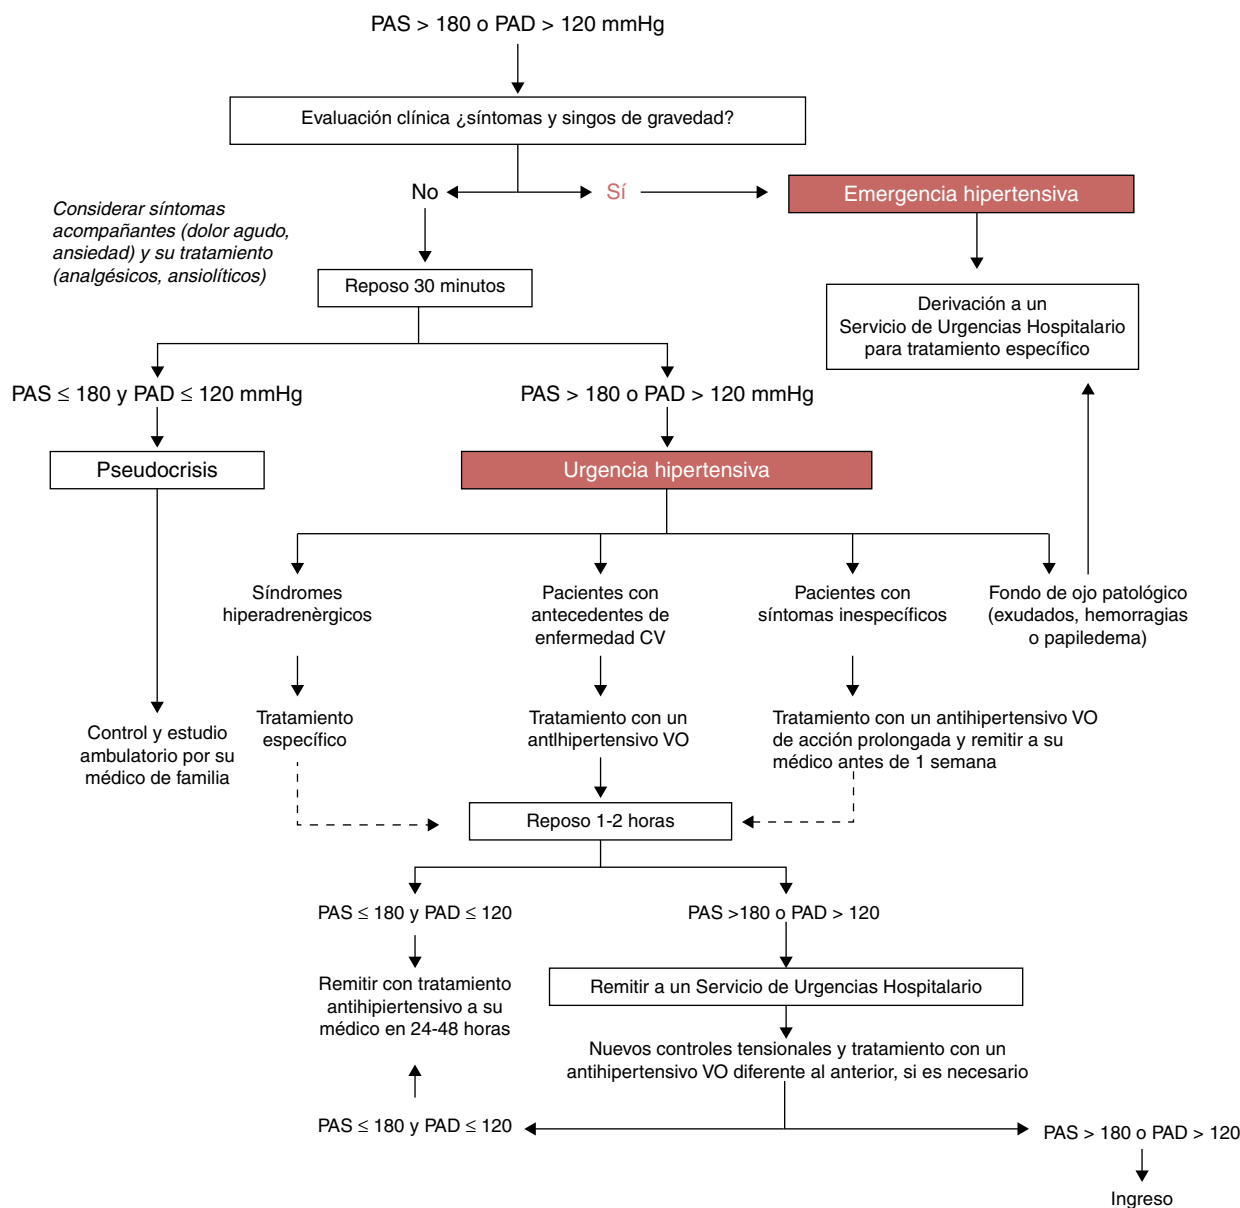 PAS > 180 o PAD > 120 mmHg
Evaluación clínica ¿síntomas y singos de gravedad?
No
Sí
Emergencia hipertensiva
Considerar síntomas
acompañantes (dolor agudo,
ansiedad) y su tratamiento
(analgésicos, ansiolíticos)
Reposo 30 minutos
Derivación a un
Servicio de Urgencias Hospitalario
para tratamiento específico
PAS ≤ 180 y PAD ≤ 120 mmHg
PAS > 180 o PAD > 120 mmHg
Pseudocrisis
Urgencia hipertensiva
Síndromes
hiperadrenèrgicos
Pacientes con
antecedentes de
enfermedad CV
Pacientes con
síntomas inespecíficos
Fondo de ojo patológico
(exudados, hemorragias
o papiledema)
Control y estudio
ambulatorio por su
médico de familia
Tratamiento
específico
Tratamiento con un
antIhipertensivo VO
Tratamiento con un antihipertensivo VO
de acción prolongada y remitir a su
médico antes de 1 semana
Reposo 1-2 horas
PAS ≤ 180 y PAD ≤ 120
PAS >180 o PAD > 120
Remitir con tratamiento
antihipiertensivo a su
médico en 24-48 horas
Remitir a un Servicio de Urgencias Hospitalario
Nuevos controles tensionales y tratamiento con un
antihipertensivo VO diferente al anterior, si es necesario
PAS ≤ 180 y PAD ≤ 120
PAS > 180 o PAD > 120
Ingreso